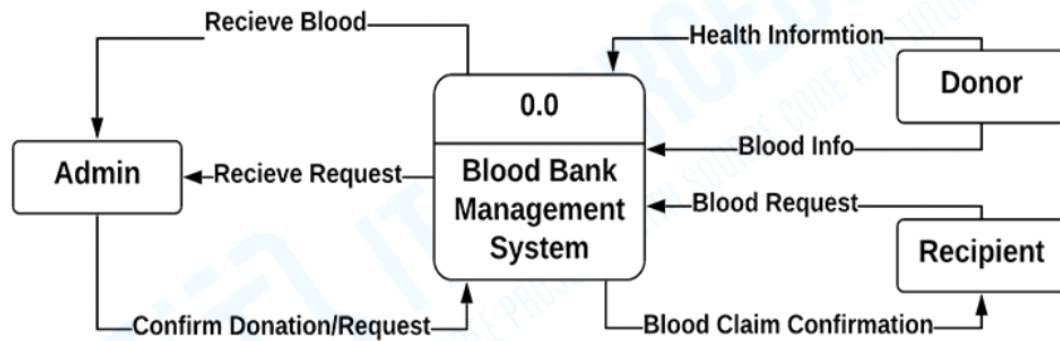 Recieve Blood
Health Informtion
0.0
Donor
Blood Info
Admin
Recieve Request
Blood Bank
Management
System
Blood Request
Recipient
Confirm Donation/Request
Blood Claim Confirmation